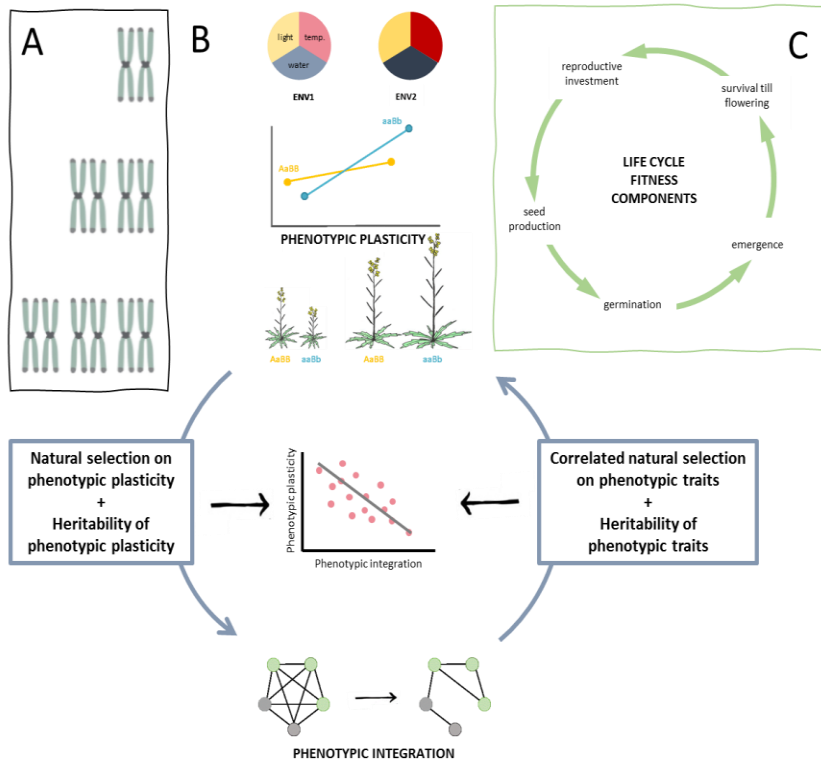 A
B
C
light
temp.
water
ENV1
ENV2
aaBb
AaBB
PHENOTYPIC PLASTICITY
AaBB
aaBb
AaBB
aaBb
reproductive
investment
survival till
flowering
LIFE CYCLE
FITNESS
COMPONENTS
seed
production
emergence
germination
Natural selection on
phenotypic plasticity
+
Heritability of
phenotypic plasticity
Phenotypic plasticity
Phenotypic integration
Correlated natural selection
on phenotypic traits
+
Heritability of
phenotypic traits
PHENOTYPIC INTEGRATION